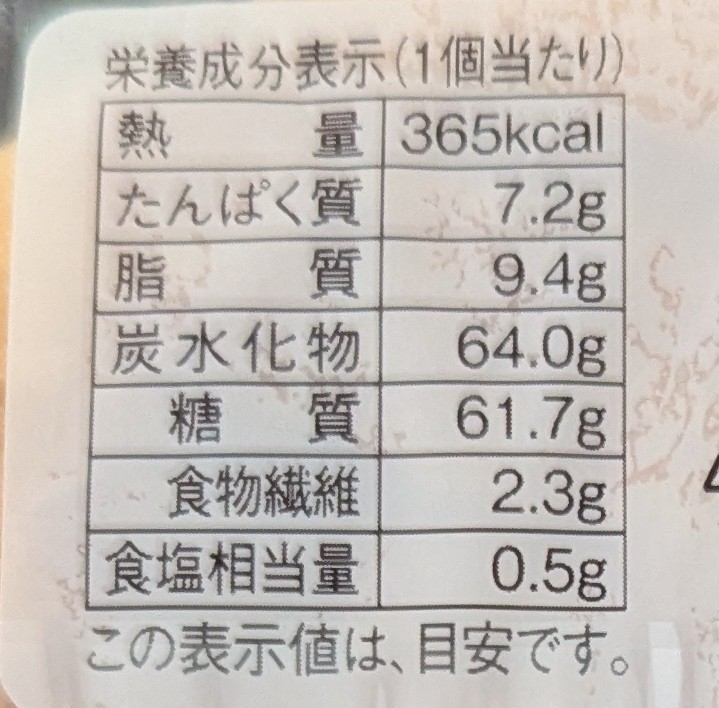 栄養成分表示(1個当たり)
熱量 365kcal
たんぱく質 7.2g
脂質 9.4g
炭水化物 64.0g
糖質 61.7g
食物繊維 2.3g
食塩相当量 0.5g
この表示値は、目安です。